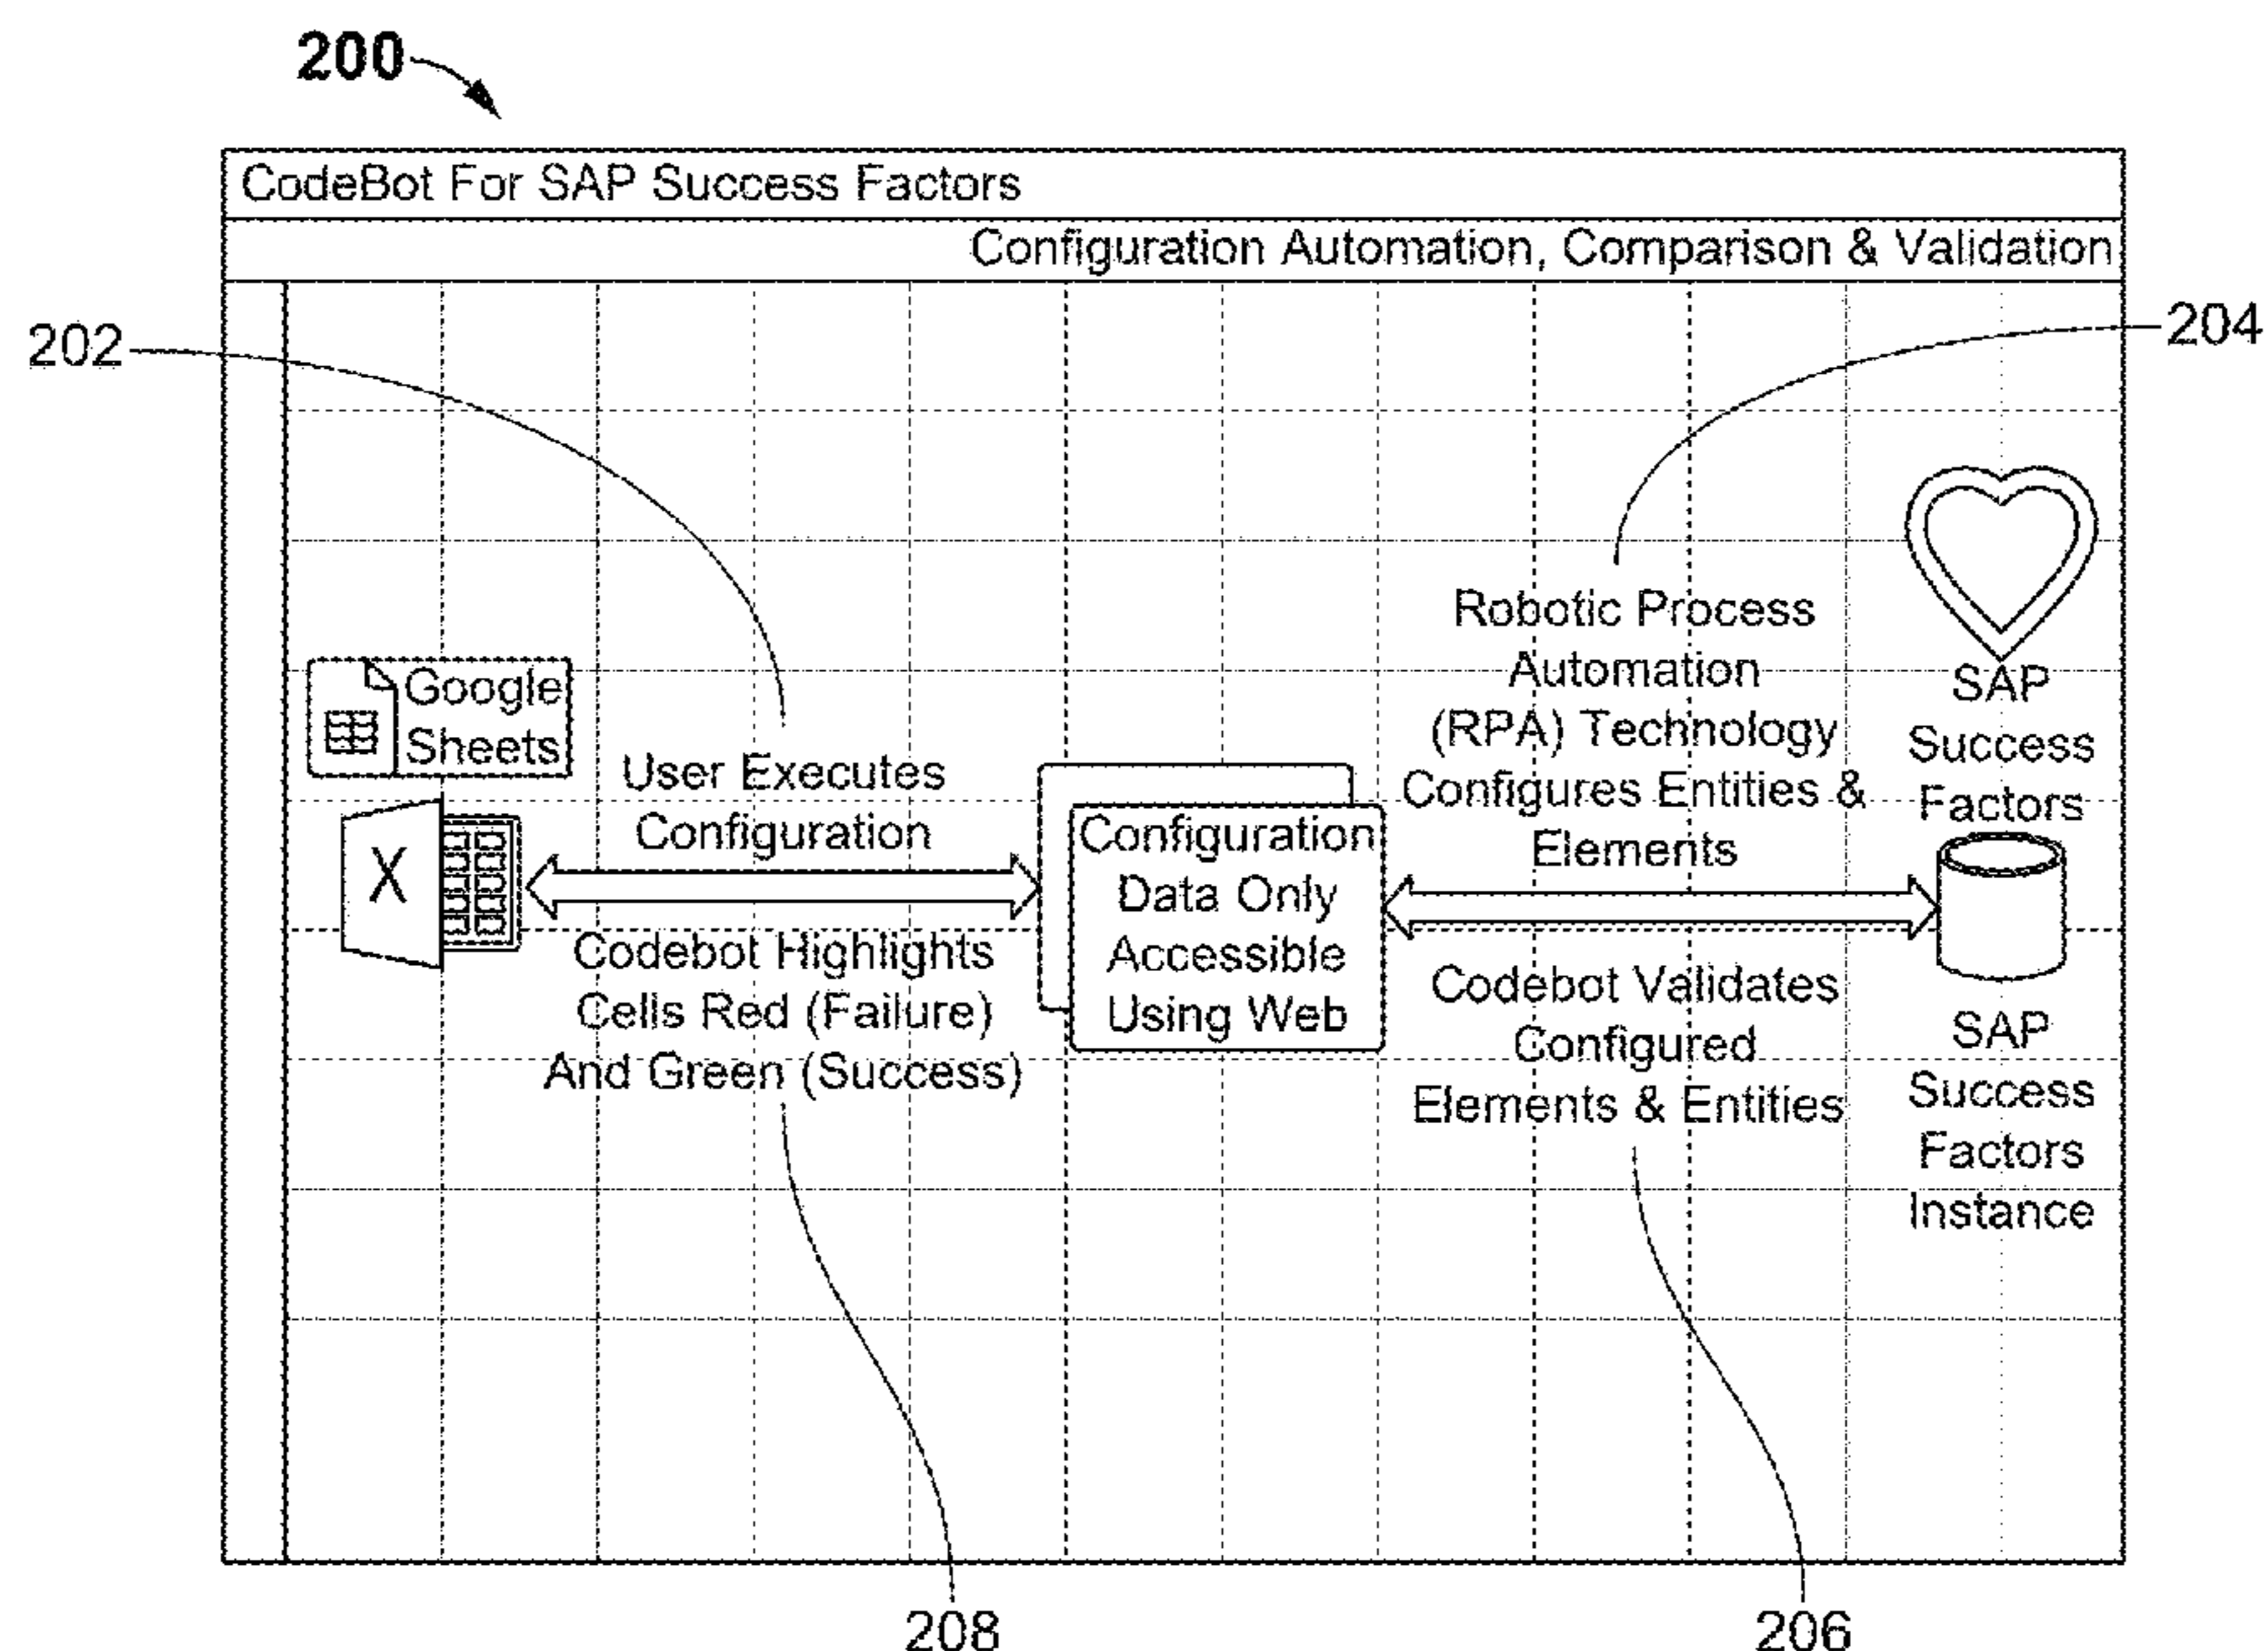 200
CodeBot For SAP Success Factors
Configuration Automation, Comparison & Validation
202
204
Google
Sheets
X
User Executes
Configuration
Codebot Highlights
Cells Red (Failure)
And Green (Success)
Configuration
Data Only
Accessible
Using Web
Robotic Process
Automation
(RPA) Technology
Configures Entities &
Elements
Codebot Validates
Configured
Elements & Entities
SAP
Success
Factors
SAP
Success
Factors
Instance
208
206